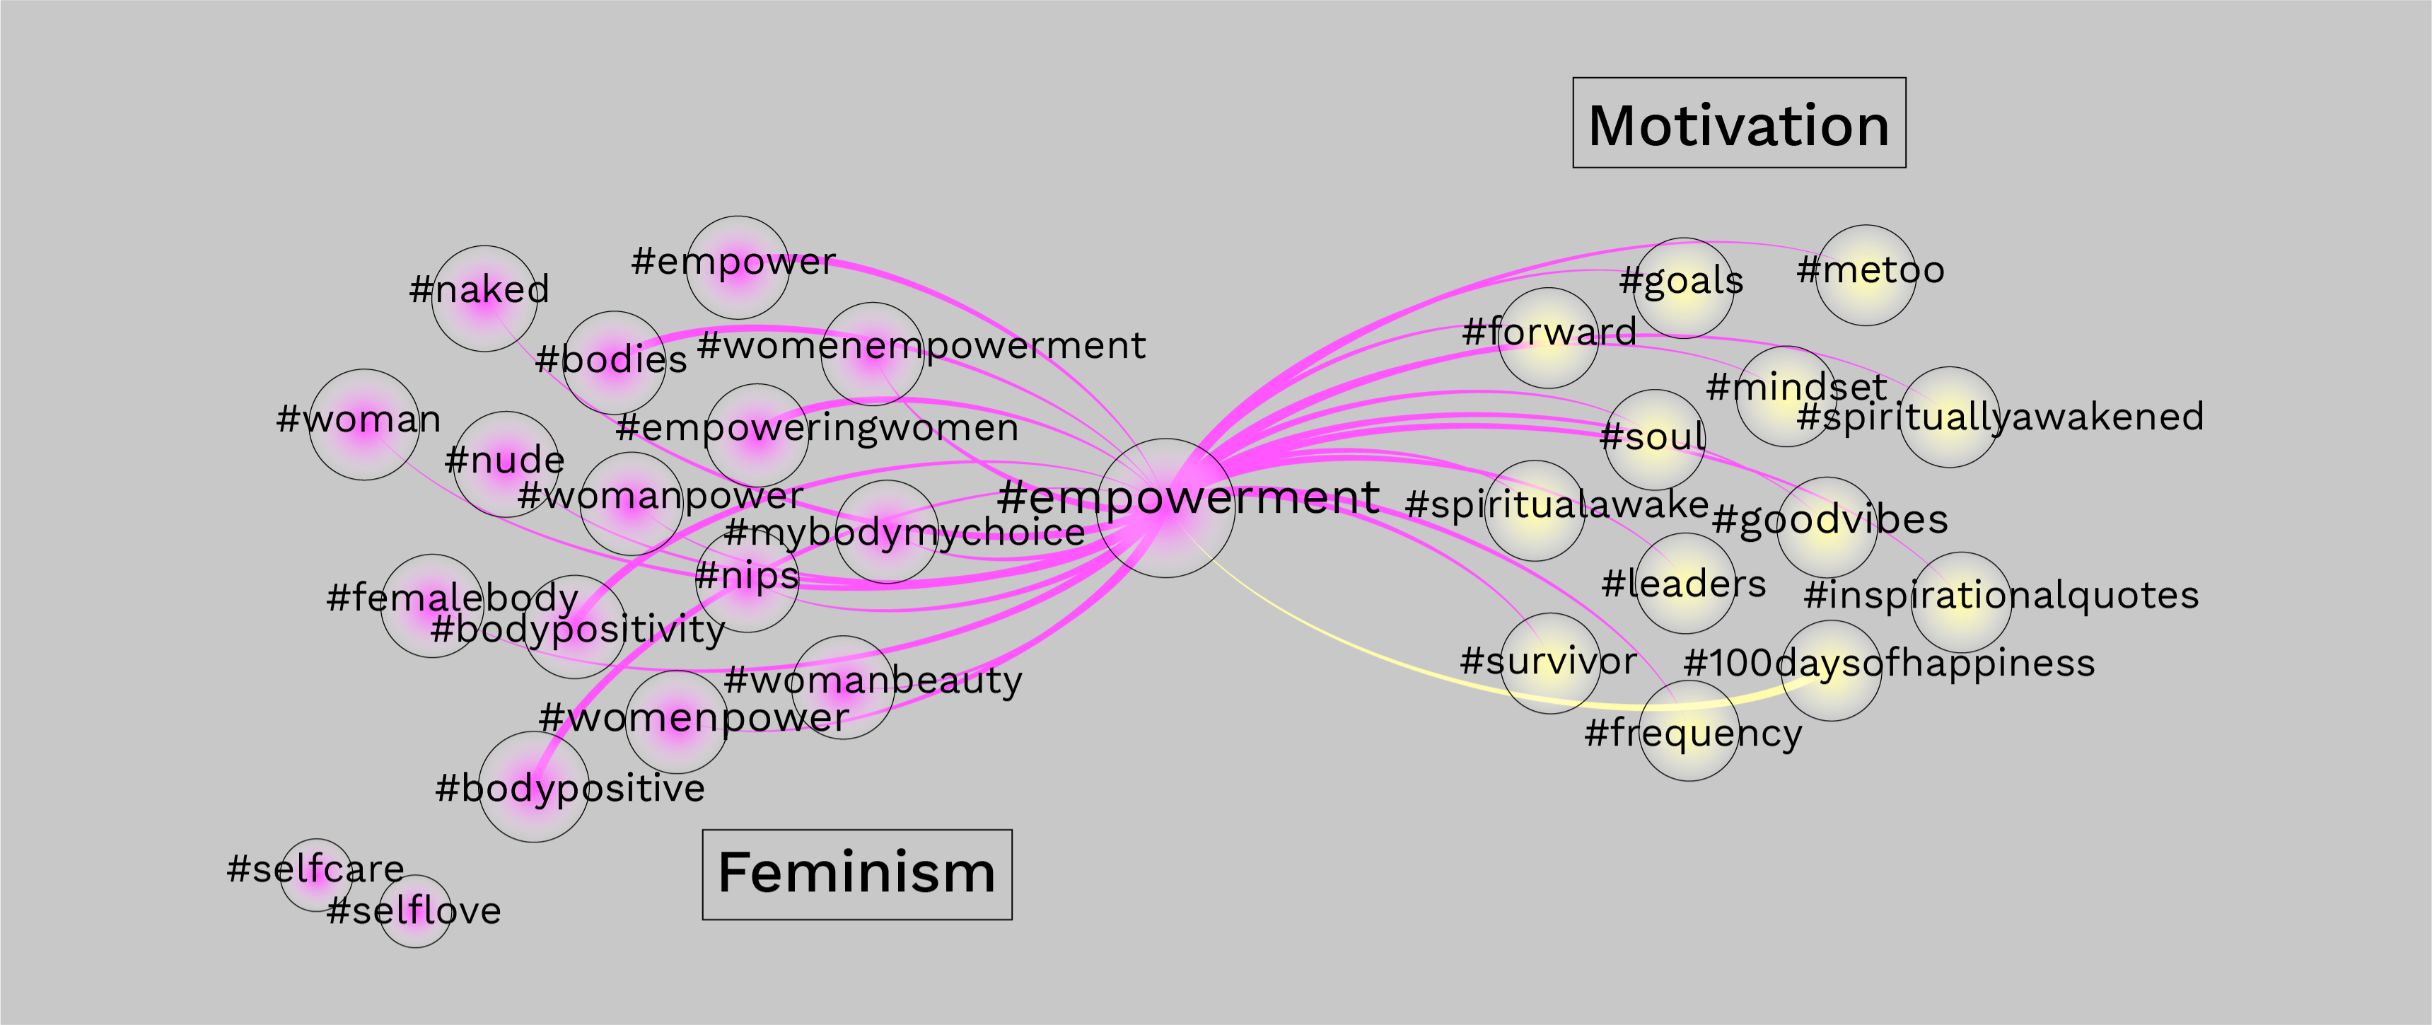 Motivation
#empower
#naked
#bodies
#womenempowerment
#woman
#empoweringwomen
#nude
#womanpower
#mybodymychoice
#nips
#femalebody
#bodypositivity
#womanbeauty
#womenpower
#bodypositive
#selfcare
#selflove
Feminism
#empowerment
#metoo
#goals
#forward
#mindset
#spirituallyawakened
#soul
#spiritualawake
#goodvibes
#leaders
#inspirationalquotes
#survivor
#100daysofhappiness
#frequency